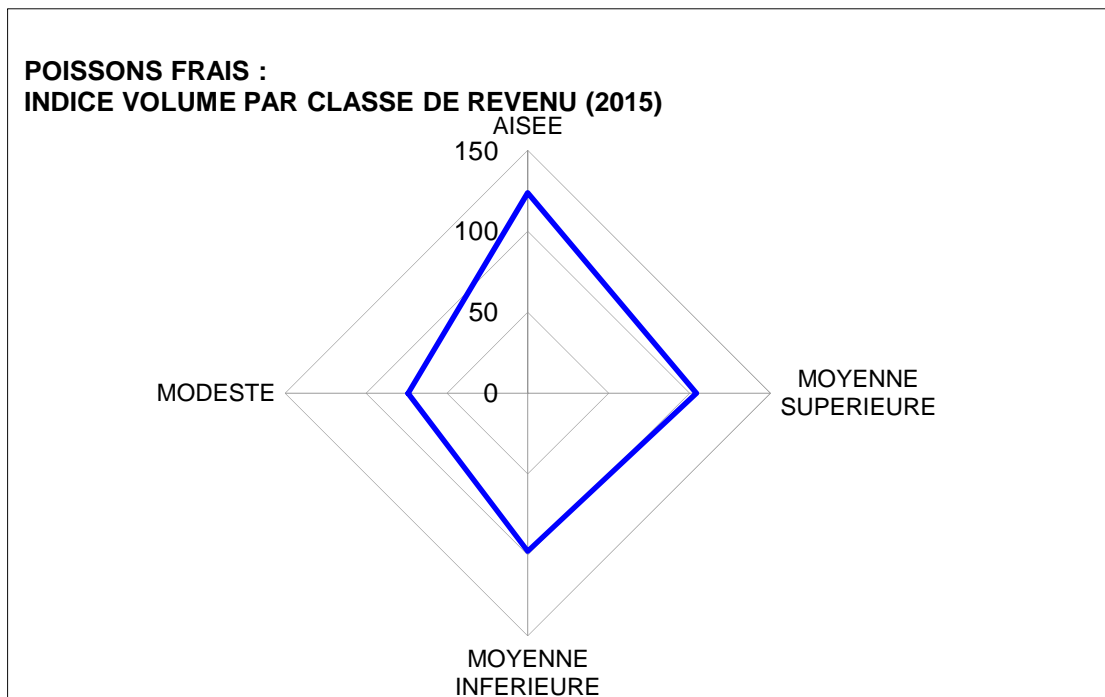 POISSONS FRAIS :
INDICE VOLUME PAR CLASSE DE REVENU (2015)
AISEE
150
100
50
MODESTE
0
MOYENNE
SUPERIEURE
MOYENNE
INFERIEURE